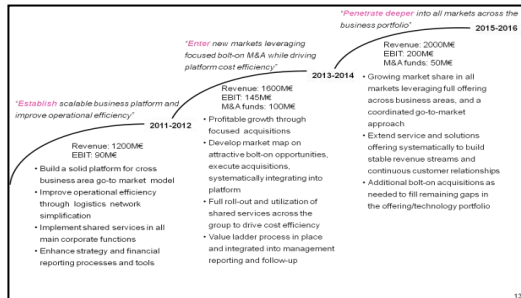 "Penetrate deeper" into all markets across the
business portfolio"
2015-2016
Revenue: 2000M€
EBIT: 200M€
M&A funds: 50M€
• Growing market share in all
markets leveraging full offering
across business areas, and a
coordinated go-to-market
approach
• Extend service and solutions
offering systematically to build
stable revenue streams and
continuous customer relationships
• Additional bolt-on acquisitions as
needed to fill remaining gaps in
the offering/technology portfolio
"Enter new markets leveraging
focused bolt-on M&A while driving
platform cost efficiency"
2013-2014
Revenue: 1600M€
EBIT: 145M€
M&A funds: 100M€
• Profitable growth through
focused acquisitions
• Develop market map on
attractive bolt-on opportunities,
execute acquisitions,
systematically integrating into
platform
• Full roll-out and utilization of
shared services across the
group to drive cost efficiency
• Value ladder process in place
and integrated into management
reporting and follow-up
"Establish scalable business platform and
improve operational efficiency"
2011-2012
Revenue: 1200M€
EBIT: 90M€
• Build a solid platform for cross
business area go-to market model
• Improve operational efficiency
through logistics network
simplification
• Implement shared services in all
main corporate functions
• Enhance strategy and financial
reporting processes and tools